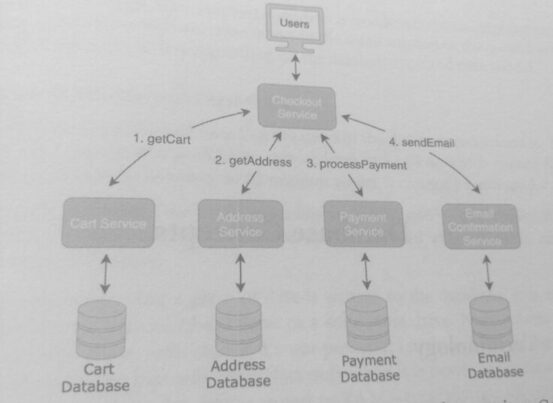 Users
Checkout
Service
1. getCart
4. sendEmail
2. getAddress
3. processPayment
Cart Service
Address
Service
Payment
Service
Email
Confirmation
Service
Cart
Database
Address
Database
Payment
Database
Email
Database